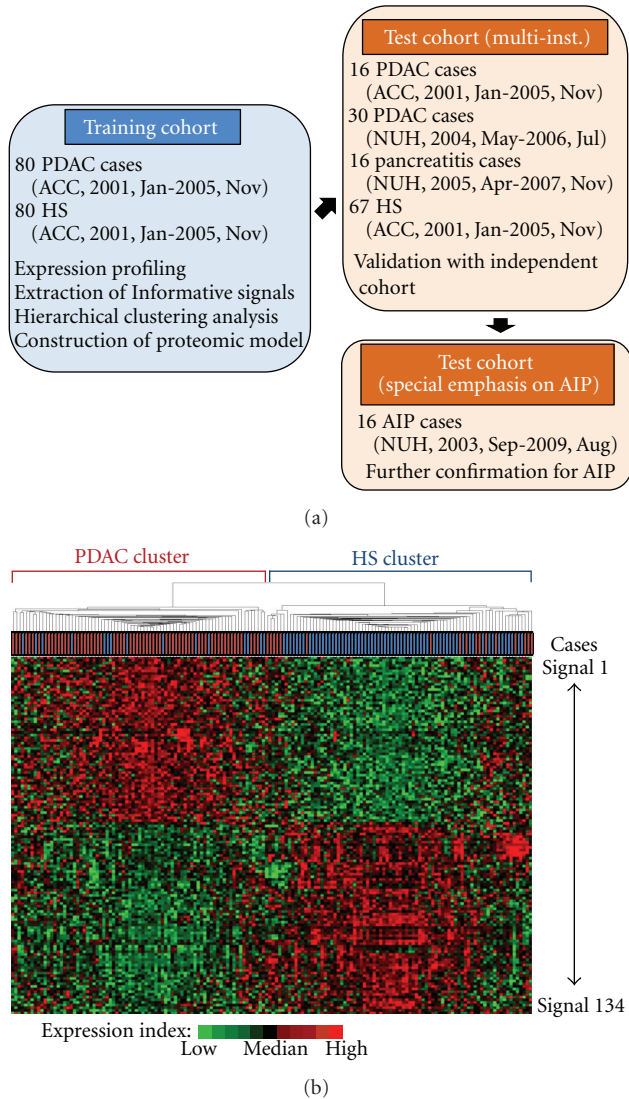 Training cohort
80 PDAC cases
(ACC, 2001, Jan-2005, Nov)
80 HS
(ACC, 2001, Jan-2005, Nov)
Expression profiling
Extraction of Informative signals
Hierarchical clustering analysis
Construction of proteomic model
Test cohort (multi-inst.)
16 PDAC cases
(ACC, 2001, Jan-2005, Nov)
30 PDAC cases
(NUH, 2004, May-2006, Jul)
16 pancreatitis cases
(NUH, 2005, Apr-2007, Nov)
67 HS
(ACC, 2001, Jan-2005, Nov)
Validation with independent
cohort
Test cohort
(special emphasis on AIP)
16 AIP cases
(NUH, 2003, Sep-2009, Aug)
Further confirmation for AIP
(a)
PDAC cluster
HS cluster
Cases
Signal 1
Signal 134
Expression index:
Low Median High
(b)